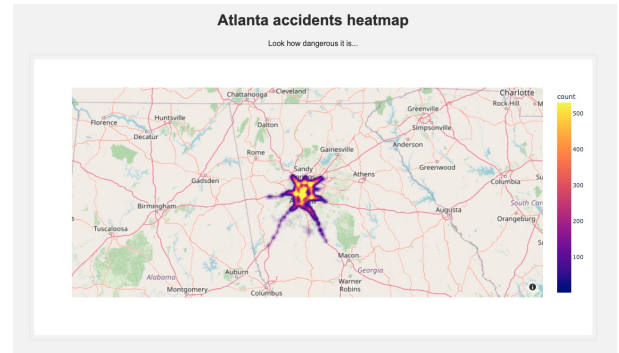 Atlanta accidents heatmap
Look how dangerous it is...
count
500
400
300
200
100
Chattanooga
Cleveland
Charlotte
Rock Hill
Huntsville
Florence
Greenville
Simpsonville
Dalton
Decatur
Anderson
Rome
Gainesville
Sandy
Greenwood
Athens
Gadsden
Columbia
Birmingham
South Car
Augusta
Orangeburg
Tuscaloosa
Macon
Alabama
Auburn
Georgia
Montgomery
Warner
Robins
Columbus